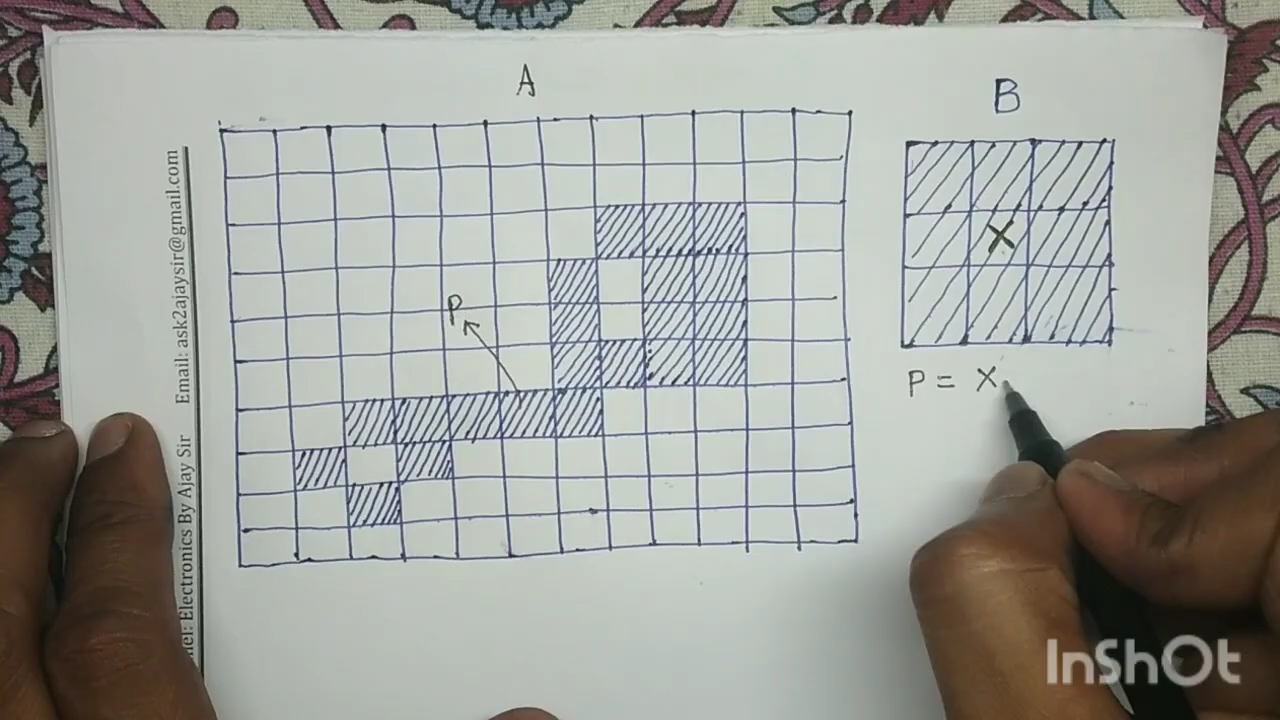 A
B
X
P
P = X
Email: ask2ajaysir@gmail.com
Electronics By Ajay Sir
InShOt